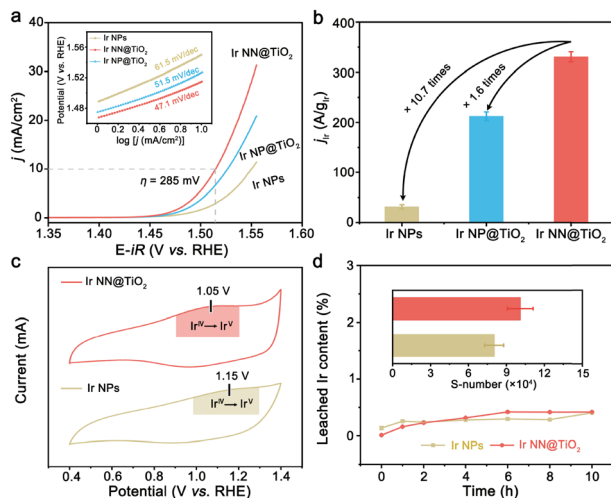 a
j (mA/cm²)
40
30
20
10
0
1.35
1.40
1.45
1.50
1.55
1.60
E-iR (V vs. RHE)
Ir NN@TiO₂
Ir NP@TiO₂
Ir NPs
η = 285 mV
Potential (V vs. RHE)
1.58
1.53
1.48
0.0 0.2 0.4 0.6 0.8 1.0
log [j (mA/cm²)]
Ir NPs
Ir NN@TiO₂
Ir NP@TiO₂
61.5 mV/dec
51.5 mV/dec
47.1 mV/dec
b
jIr (A/gIr)
400
300
200
100
0
× 10.7 times
× 1.6 times
Ir NPs
Ir NP@TiO₂
Ir NN@TiO₂
c
Current (mA)
Ir NN@TiO₂
1.05 V
Irᴵⱽ→ Irⱽ
Ir NPs
1.15 V
Irᴵⱽ→ Irⱽ
0.4
0.6
0.8
1.0
1.2
1.4
Potential (V vs. RHE)
d
Leached Ir content (%)
3
2
2
1
0
0
3
6
9
12
15
S-number (×10⁴)
Ir NPs
Ir NN@TiO₂
0
2
4
6
8
10
Time (h)